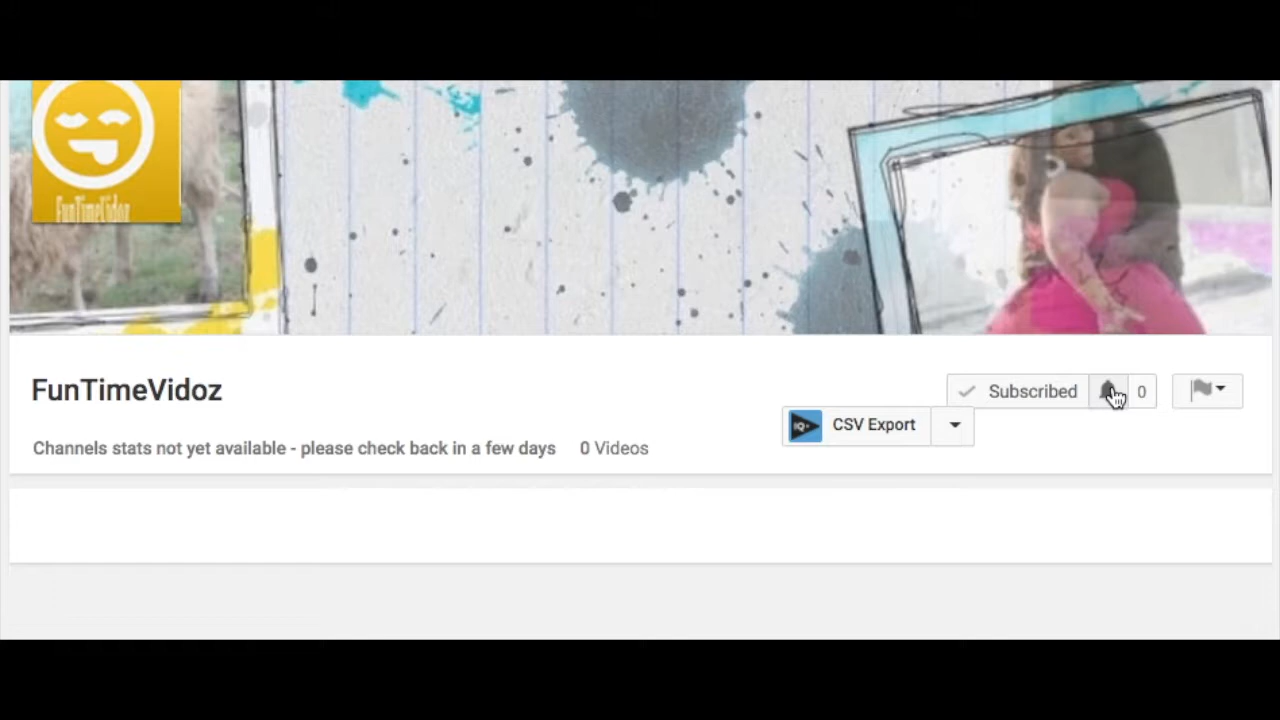 FunTimeVidoz
FunTimeVidoz
Subscribed 0
IQ CSV Export
Channels stats not yet available - please check back in a few days 0 Videos